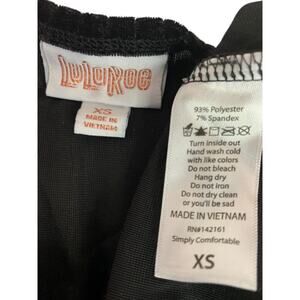 LuLaRoe
XS
MADE IN
VIETNAM
93% Polyester
7% Spandex
Turn inside out
Hand wash cold
with like colors
Do not bleach
Hang dry
Do not iron
Do not dry clean
or you'll be sad
MADE IN VIETNAM
RN#142161
Simply Comfortable
XS